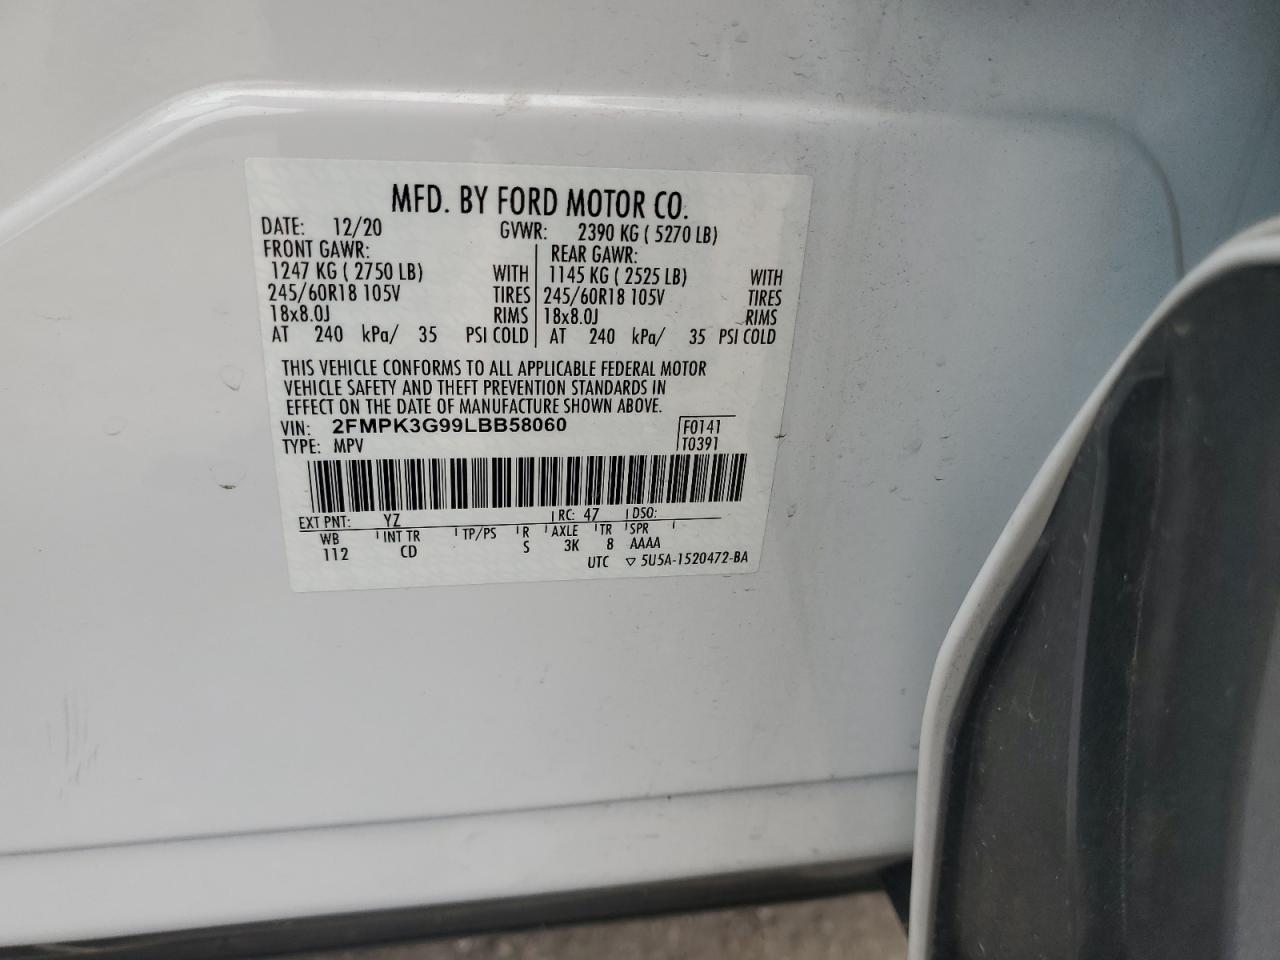 MFD. BY FORD MOTOR CO.
DATE: 12/20 GVWR: 2390 KG ( 5270 LB)
FRONT GAWR: REAR GAWR:
1247 KG ( 2750 LB) WITH 1145 KG ( 2525 LB) WITH
245/60R18 105V TIRES 245/60R18 105V TIRES
18x8.0J RIMS 18x8.0J RIMS
AT 240 kPa/ 35 PSI COLD AT 240 kPa/ 35 PSI COLD
THIS VEHICLE CONFORMS TO ALL APPLICABLE FEDERAL MOTOR
VEHICLE SAFETY AND THEFT PREVENTION STANDARDS IN
EFFECT ON THE DATE OF MANUFACTURE SHOWN ABOVE.
VIN: 2FMPK3G99LBB58060 F0141
TYPE: MPV T0391
EXT PNT: YZ RC: 47 DSO:
WB INT TR TP/PS R AXLE TR SPR
112 CD S 3K 8 AAAA
UTC ▽ 5U5A-1520472-BA